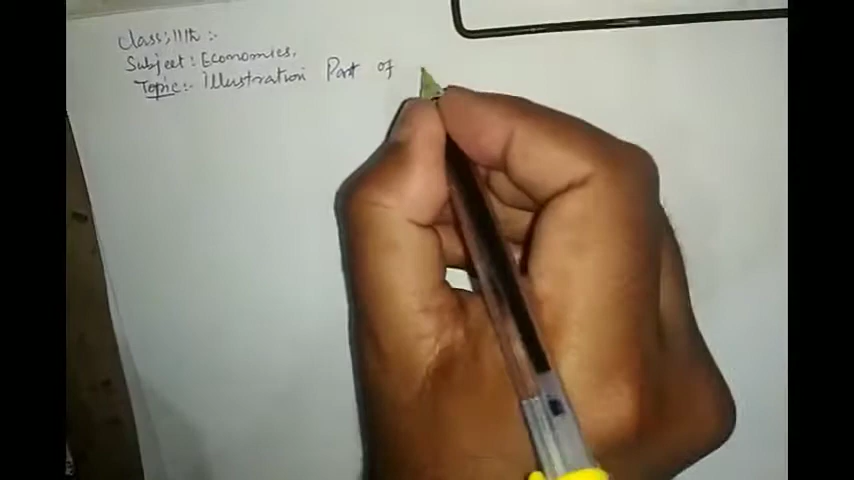 Class: 11th :-
Subject : Economics.
Topic:- Illustration Part of